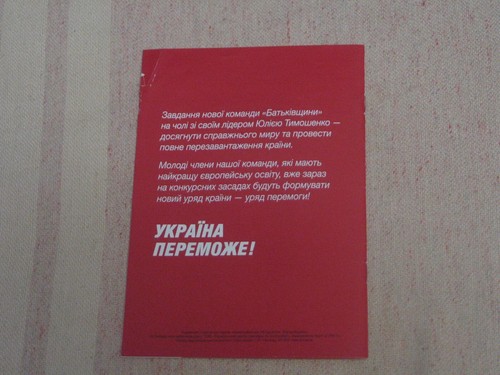 Завдання нової команди «Батьківщини»
на чолі зі своїм лідером Юлією Тимошенко —
досягнути справжнього миру та провести
повне перезавантаження країни.
Молоді члени нашої команди, які мають
найкращу європейську освіту, вже зараз
на конкурсних засадах будуть формувати
новий уряд країни — уряд перемоги!
УКРАЇНА
ПЕРЕМОЖЕ!